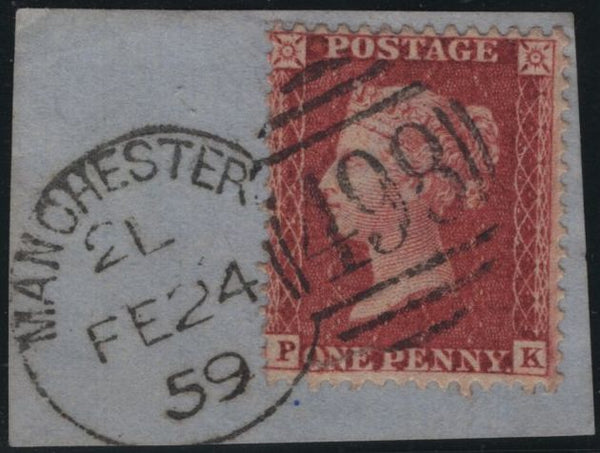 POSTAGE
MANCHESTER
2L
FE24
59
498
P ONE PENNY. K